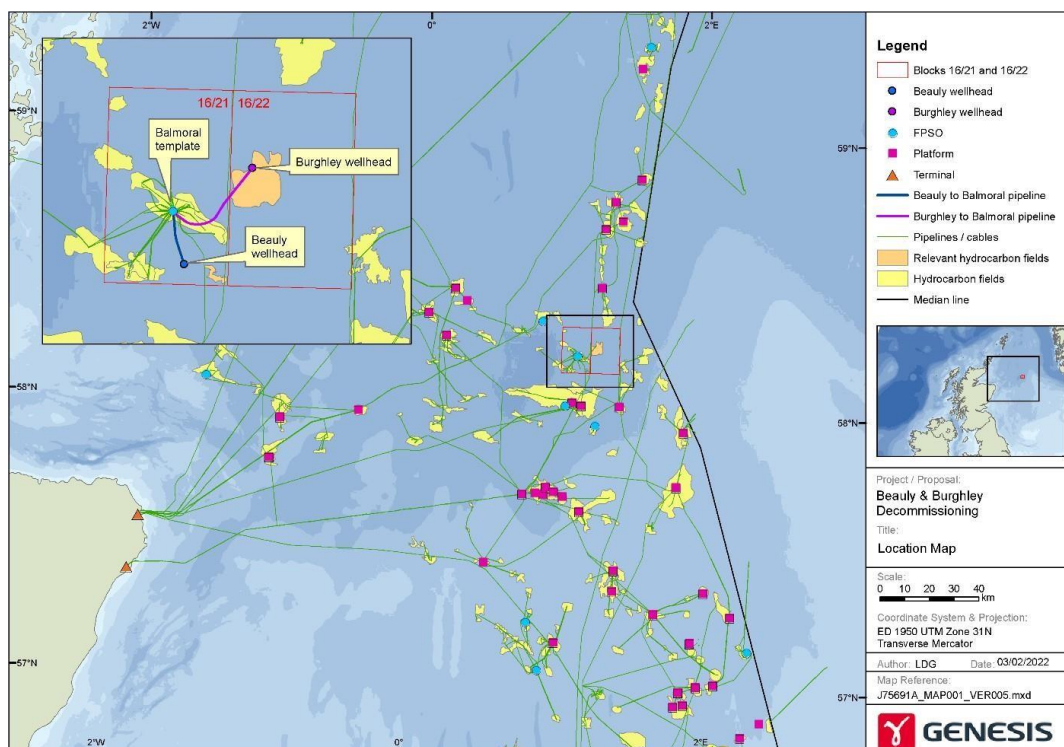 2°W
0°
2°E
59°N
59°N
16/21
16/22
Balmoral
template
Burghley wellhead
Beauly
wellhead
58°N
58°N
57°N
57°N
2°W
0°
2°E
Legend
Blocks 16/21 and 16/22
Beauly wellhead
Burghley wellhead
FPSO
Platform
Terminal
Beauly to Balmoral pipeline
Burghley to Balmoral pipeline
Pipelines / cables
Relevant hydrocarbon fields
Hydrocarbon fields
Median line
Project / Proposal:
Beauly & Burghley
Decommissioning
Title:
Location Map
Scale:
0 10 20 30 40
km
Coordinate System & Projection:
ED 1950 UTM Zone 31N
Transverse Mercator
Author: LDG Date: 03/02/2022
Map Reference:
J75691A_MAP001_VER005.mxd
GENESIS